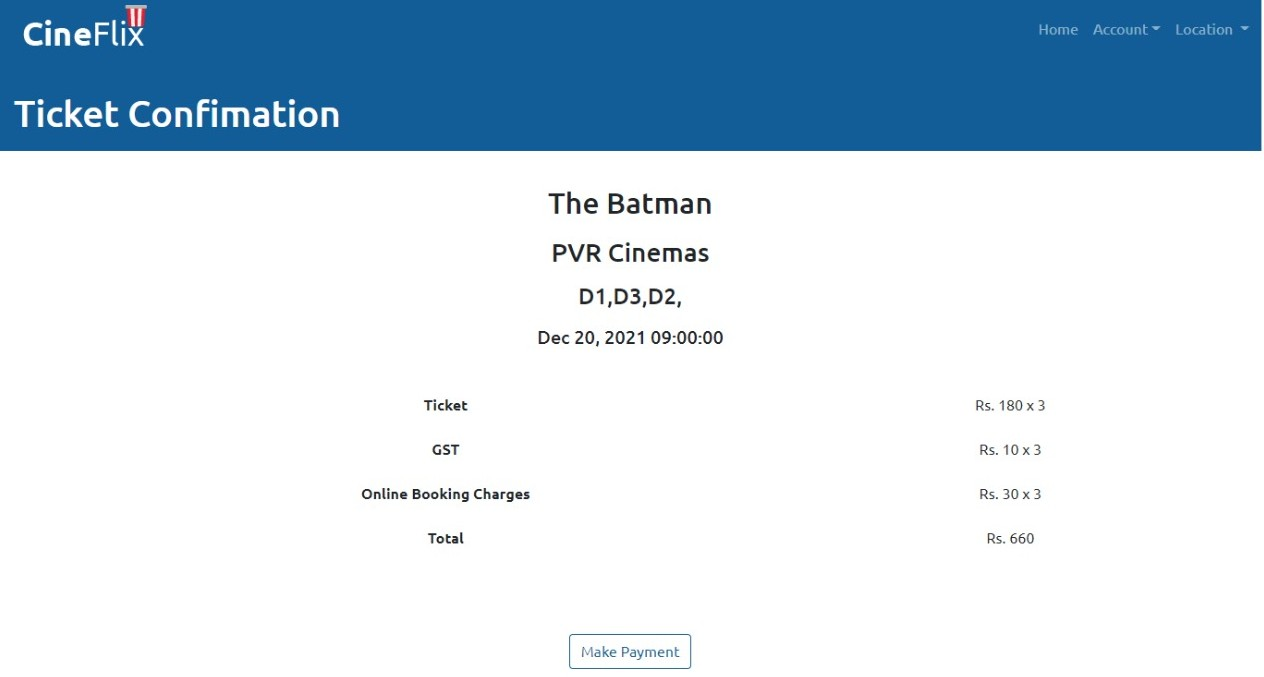 CineFlix
Home Account Location
Ticket Confimation
The Batman
PVR Cinemas
D1,D3,D2,
Dec 20, 2021 09:00:00
Ticket Rs. 180 x 3
GST Rs. 10 x 3
Online Booking Charges Rs. 30 x 3
Total Rs. 660
Make Payment